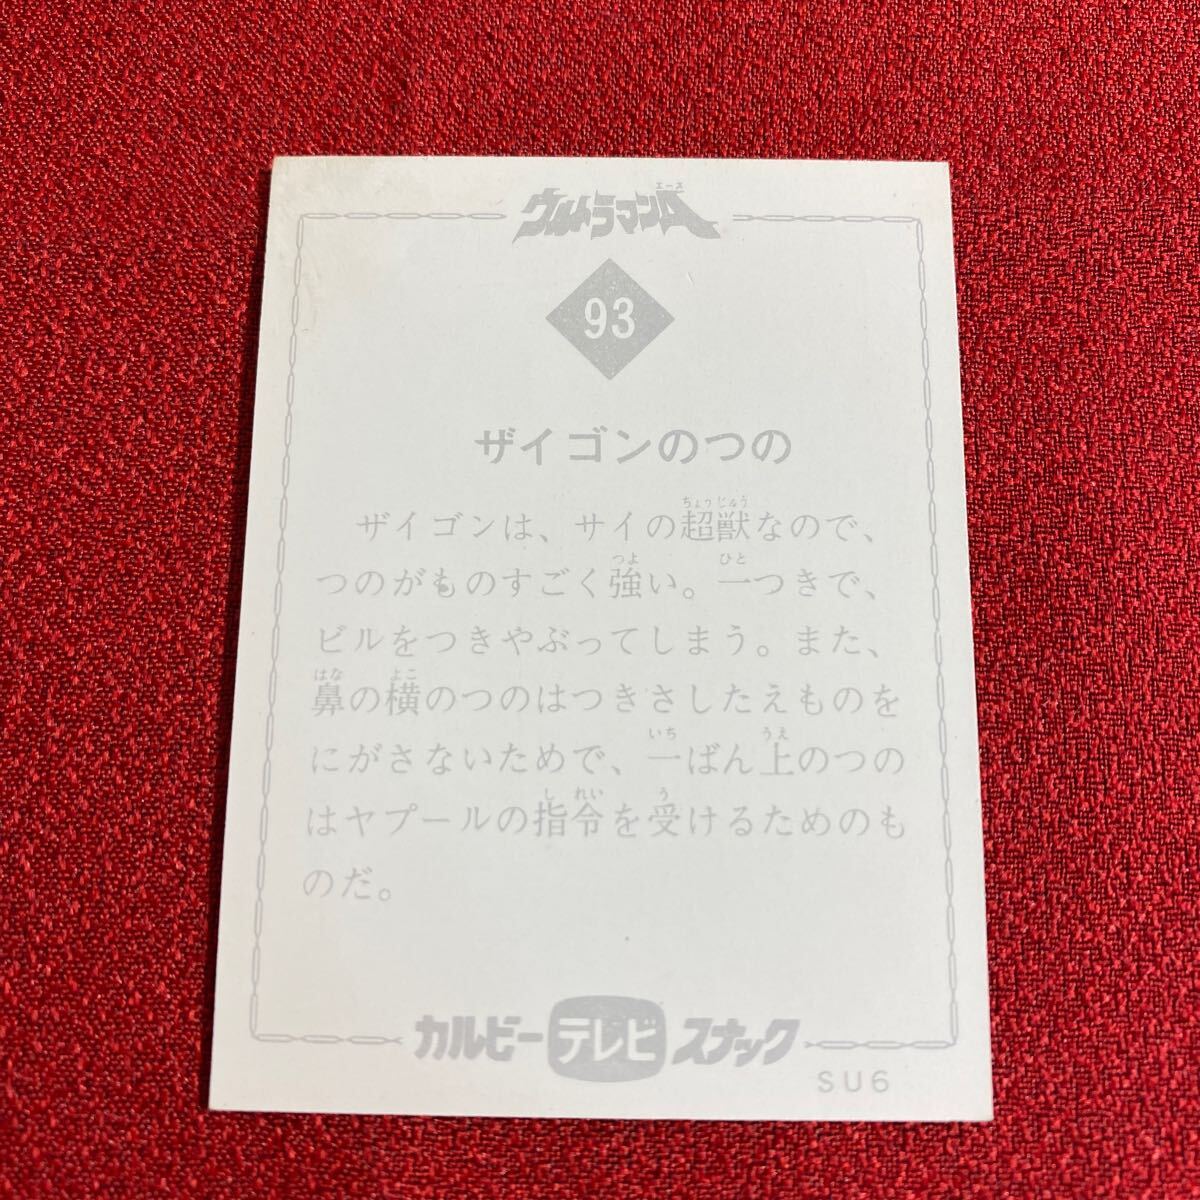 ウルトラマンA
エース
93
ザイゴンのつの
ザイゴンは、サイの超獣なので、
ちょうじゅう
つのがものすごく強い。一つきで、
つよ ひと
ビルをつきやぶってしまう。また、
鼻の横のつのはつきさしたえものを
はな よこ
にがさないためで、一ばん上のつの
いち うえ
はヤプールの指令を受けるためのも
しれい う
のだ。
カルビーテレビスナック
SU6